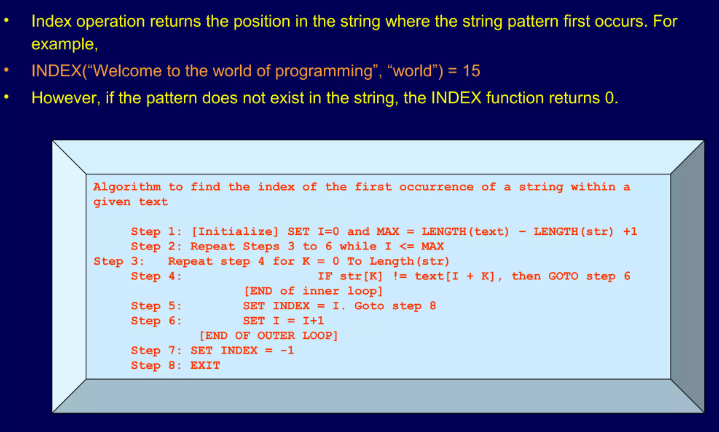 • Index operation returns the position in the string where the string pattern first occurs. For
example,
• INDEX(“Welcome to the world of programming”, “world”) = 15
• However, if the pattern does not exist in the string, the INDEX function returns 0.
Algorithm to find the index of the first occurrence of a string within a
given text
Step 1: [Initialize] SET I=0 and MAX = LENGTH(text) – LENGTH(str) +1
Step 2: Repeat Steps 3 to 6 while I <= MAX
Step 3: Repeat step 4 for K = 0 To Length(str)
Step 4: IF str[K] != text[I + K], then GOTO step 6
[END of inner loop]
Step 5: SET INDEX = I. Goto step 8
Step 6: SET I = I+1
[END OF OUTER LOOP]
Step 7: SET INDEX = -1
Step 8: EXIT